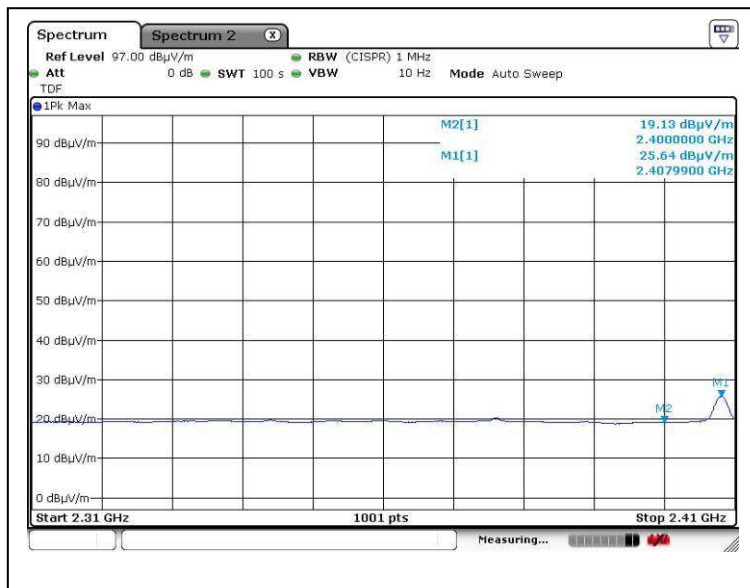 Spectrum Spectrum 2 X
Ref Level 97.00 dBµV/m RBW (CISPR) 1 MHz
Att 0 dB SWT 100 s VBW 10 Hz Mode Auto Sweep
TDF
1Pk Max
M2[1] 19.13 dBµV/m
2.4000000 GHz
M1[1] 25.64 dBµV/m
2.4079900 GHz
90 dBµV/m
80 dBµV/m
70 dBµV/m
60 dBµV/m
50 dBµV/m
40 dBµV/m
30 dBµV/m
M1
M2
20 dBµV/m
10 dBµV/m
0 dBµV/m
Start 2.31 GHz 1001 pts Stop 2.41 GHz
Measuring...